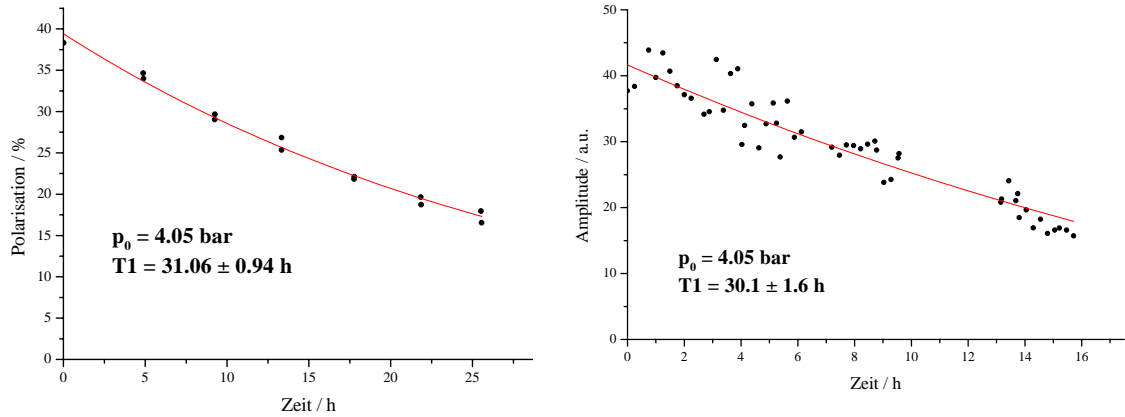 40
35
30
25
20
15
10
5
0
Polarisation / %
p₀ = 4.05 bar
T1 = 31.06 ± 0.94 h
0 5 10 15 20 25
Zeit / h
50
40
30
20
10
0
Amplitude / a.u.
p₀ = 4.05 bar
T1 = 30.1 ± 1.6 h
0 2 4 6 8 10 12 14 16
Zeit / h